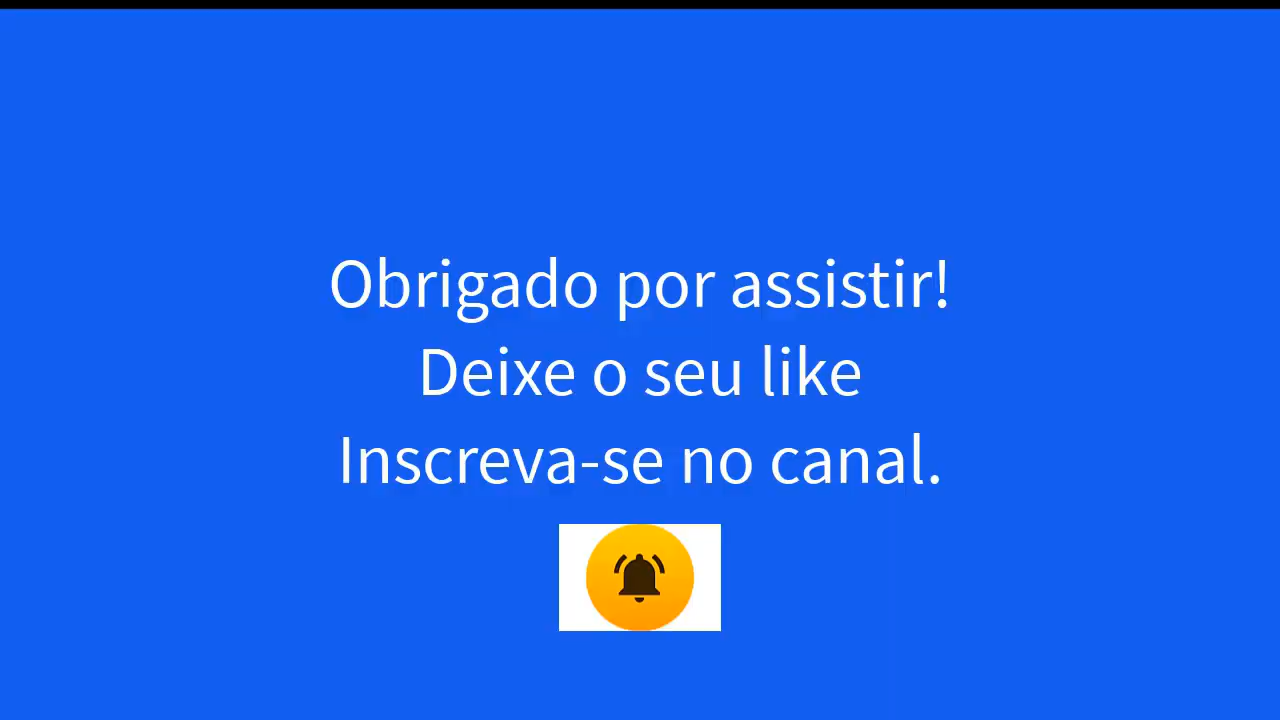 Obrigado por assistir!
Deixe o seu like
Inscreva-se no canal.